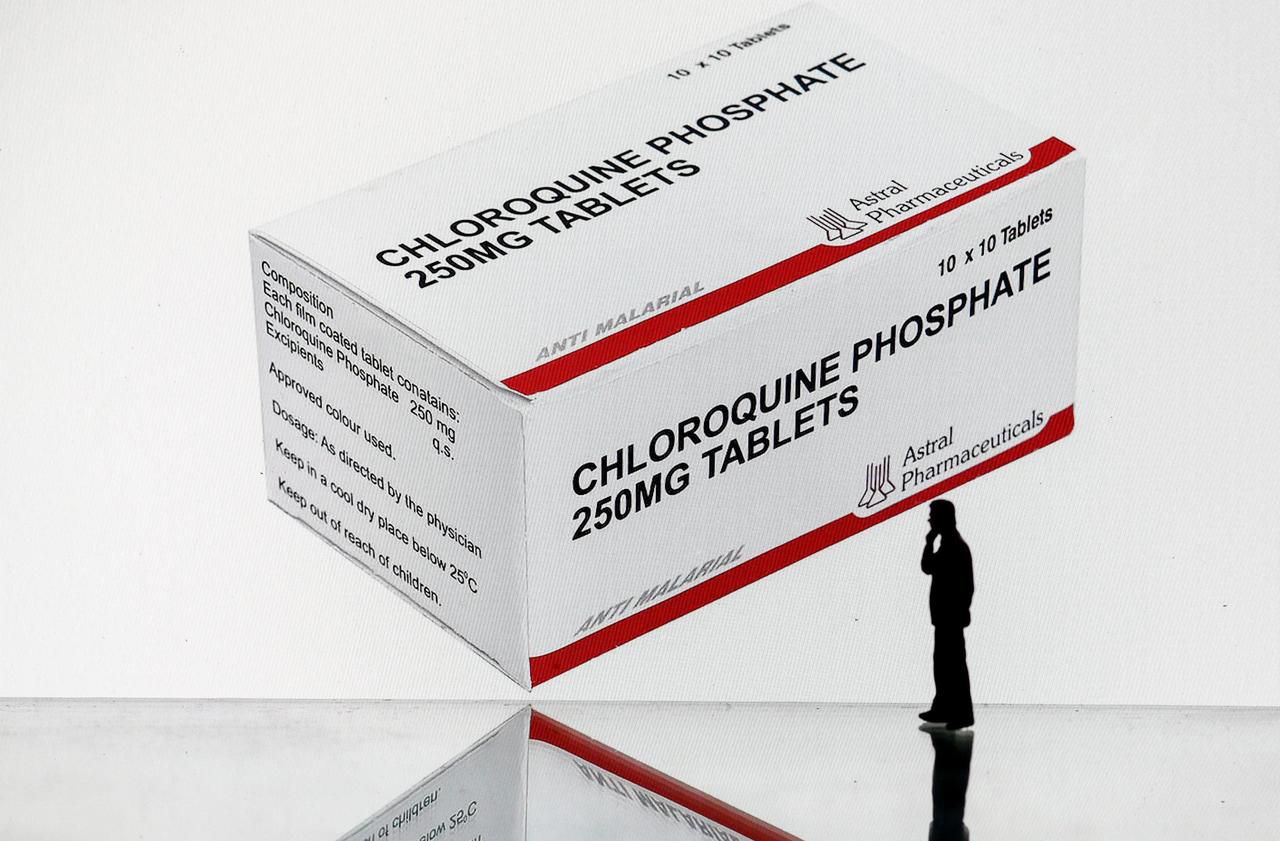 10 x 10 Tablets
CHLOROQUINE PHOSPHATE
250MG TABLETS
Astral
Pharmaceuticals
ANTI MALARIAL
Composition
Each film coated tablet conatains:
Chloroquine Phosphate 250 mg
Excipients q.s.
Approved colour used.
Dosage: As directed by the physician
Keep in a cool dry place below 25°C
Keep out of reach of children.
10 x 10 Tablets
CHLOROQUINE PHOSPHATE
250MG TABLETS
Astral
Pharmaceuticals
ANTI MALARIAL